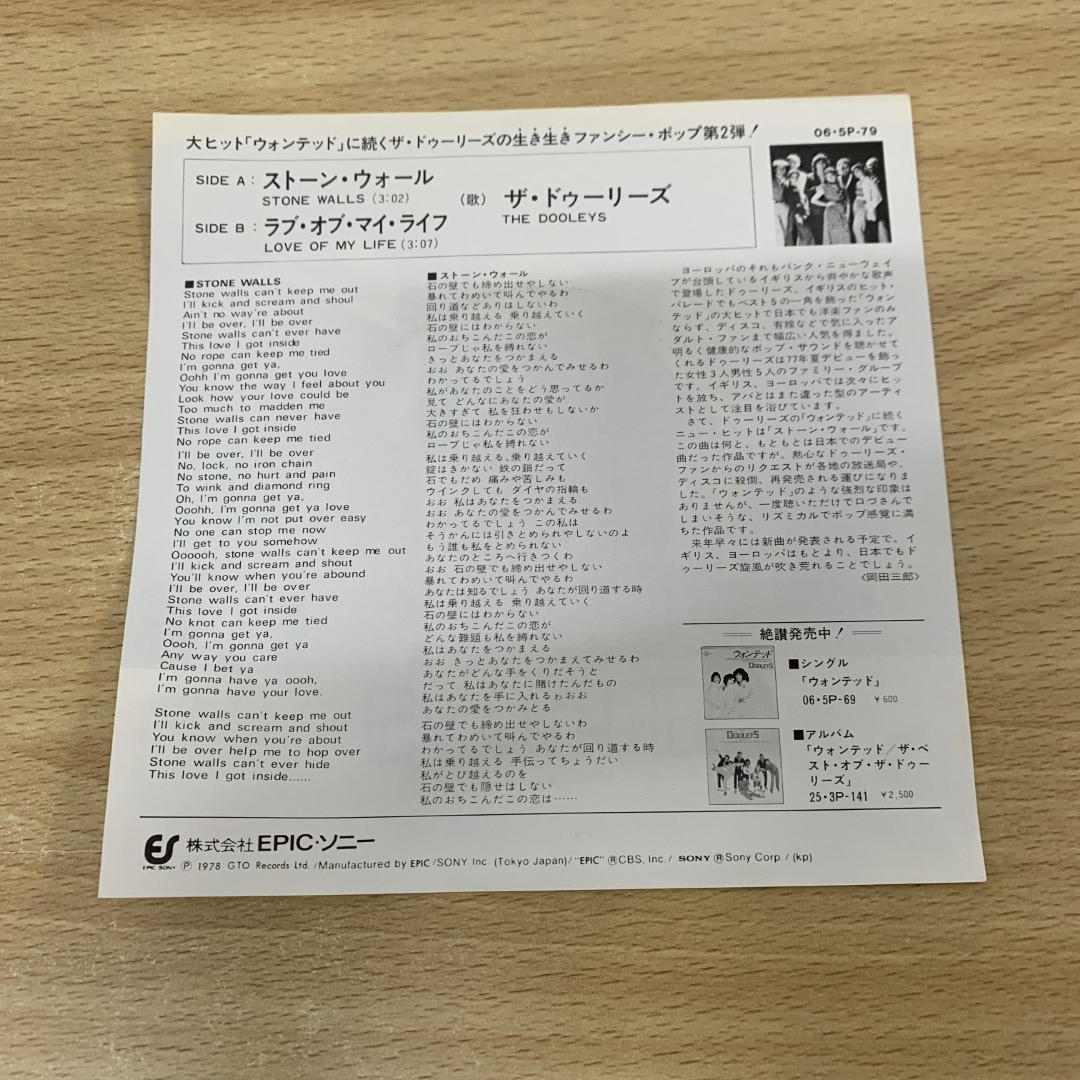 大ヒット「ウォンテッド」に続くザ・ドゥーリーズの生き生きファンシー・ポップ第2弾!
06・5P-79
SIDE A: ストーン・ウォール
STONE WALLS (3:02)
SIDE B: ラブ・オブ・マイ・ライフ
LOVE OF MY LIFE (3:07)
(歌) ザ・ドゥーリーズ
THE DOOLEYS
■STONE WALLS
Stone walls can't keep me out
I'll kick and scream and shoul
Ain't no way're about
I'll be over, I'll be over
Stone walls can't ever have
This love I got inside
No rope can keep me tied
I'm gonna get ya,
Oohh I'm gonna get you love
You know the way I feel about you
Look how your love could be
Too much to madden me
Stone walls can never have
This love I got inside
No rope can keep me tied
I'll be over, I'll be over
No, lock, no iron chain
No stone, no hurt and pain
To wink and diamond ring
Oh, I'm gonna get ya,
Ooohh, I'm gonna get ya love
You know I'm not put over easy
No one can stop me now
I'll get to you somehow
Oooooh, stone walls can't keep me out
I'll kick and scream and shout
You'll know when you're abound
I'll be over, I'll be over
Stone walls can't ever have
This love I got inside
No knot can keep me tied
I'm gonna get ya,
Oooh, I'm gonna get ya
Any way you care
Cause I bet ya
I'm gonna have ya oooh,
I'm gonna have your love.
Stone walls can't keep me out
I'll kick and scream and shout
You know when you're about
I'll be over help me to hop over
Stone walls can't ever hide
This love I got inside......
■ストーン・ウォール
石の壁でも締め出せやしない
暴れてわめいて叫んでやるわ
回り道などありはしないわ
私は乗り越える 乗り越えていく
石の壁にはわからない
私のおちこんだこの恋が
ロープじゃ私を縛れない
きっとあなたをつかまえる
おお あなたの愛をつかんでみせるわ
わかってるでしょう
私があなたのことをどう思ってるか
見て どんなにあなたの愛が
大きすぎて 私を狂わせもしないか
石の壁にはわからない
私のおちこんだこの恋が
ロープじゃ私を縛れない
私は乗り越える、乗り越えていく
錠はきかない 鉄の鎖だって
石でもだめ 痛みや苦しみも
ウインクしても ダイヤの指輪も
おお 私はあなたをつかまえる
おお あなたの愛をつかんでみせるわ
わかってるでしょう この私は
そうかんには引きとめられやしないのよ
もう誰も私をとめられない
あなたのところへ行きつくわ
おお 石の壁でも締め出せやしない
暴れてわめいて叫んでやるわ
あなたは知るでしょう あなたが回り道する時
私は乗り越える 乗り越えていく
石の壁にはわからない
私のおちこんだこの恋が
どんな難題も私を縛れない
私はあなたをつかまえる
おお きっとあなたをつかまえてみせるわ
あなたがどんな手をくりだそうと
だって 私はあなたに賭けたんだもの
私はあなたを手に入れるゎおお
あなたの愛をつかみとる
石の壁でも締め出せやしないわ
暴れてわめいて叫んでやるわ
わかってるでしょう あなたが回り道する時
私は乗り越える 手伝ってちょうだい
私がとび越えるのを
石の壁でも隠せはしない
私のおちこんだこの恋は……
ヨーロッパのそれもパンク・ニューウェイ
ブが台頭しているイギリスから爽やかな歌声
で登場したドゥーリーズ。イギリスのヒット・
パレードでもベスト5の一角を飾った「ウォン
テッド」の大ヒットで日本でも洋楽ファンのみ
ならず、ディスコ、有線などで気に入ったア
ダルト・ファンまで幅広い人気を得ました。
明るく健康的なポップ・サウンドを聴かせて
くれるドゥーリーズは77年夏デビューを飾っ
た女性3人男性5人のファミリー・グループ
です。イギリス、ヨーロッパでは次々にヒッ
トを放ち、アバとはまた違った型のアーティ
ストとして注目を浴びています。
さて、ドゥーリーズの「ウォンテッド」に続く
ニュー・ヒットは「ストーン・ウォール」です。
この曲は何と、もともとは日本でのデビュー
曲だった作品ですが、熱心なドゥーリーズ・
ファンからのリクエストが各地の放送局や、
ディスコに殺倒、再発売される運びになりま
した。「ウォンテッド」のような強烈な印象は
ありませんが、一度聴いただけで口づさんで
しまいそうな、リズミカルでポップ感覚に満
ちた作品です。
来年早々には新曲が発表される予定で、イ
ギリス、ヨーロッパはもとより、日本でもド
ゥーリーズ旋風が吹き荒れることでしょう。
〈岡田三郎〉
絶讃発売中!
ウォンテッド
DOOLEYS
■シングル
「ウォンテッド」
06・5P-69 ¥600
DOOLEYS
■アルバム
「ウォンテッド/ザ・ベ
スト・オブ・ザ・ドゥー
リーズ」
25・3P-141 ¥2,500
ES 株式会社 EPIC・ソニー
EPIC SONY Ⓟ 1978 GTO Records Ltd. /Manufactured by EPIC/SONY Inc. (Tokyo Japan)/"EPIC" ®CBS, Inc./ SONY ®Sony Corp./(kp)